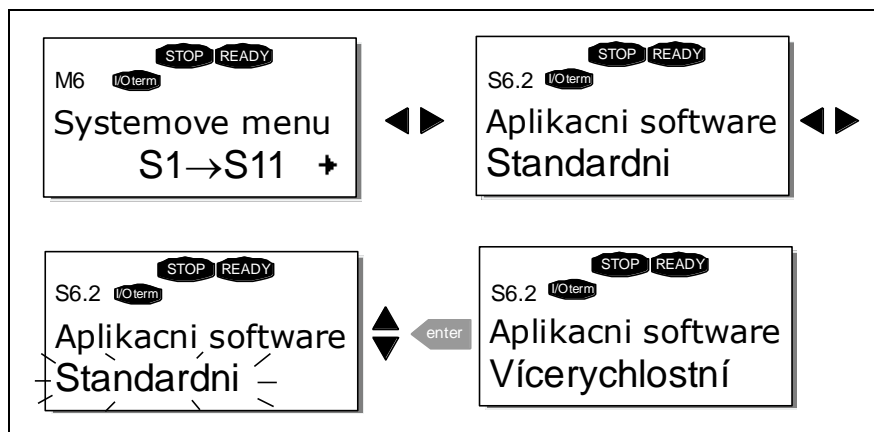 STOP READY
M6 I/Oterm
Systemove menu
S1→S11
STOP READY
S6.2 I/Oterm
Aplikacni software
Standardni
STOP READY
S6.2 I/Oterm
Aplikacni software
Standardni
enter
STOP READY
S6.2 I/Oterm
Aplikacni software
Vícerychlostní